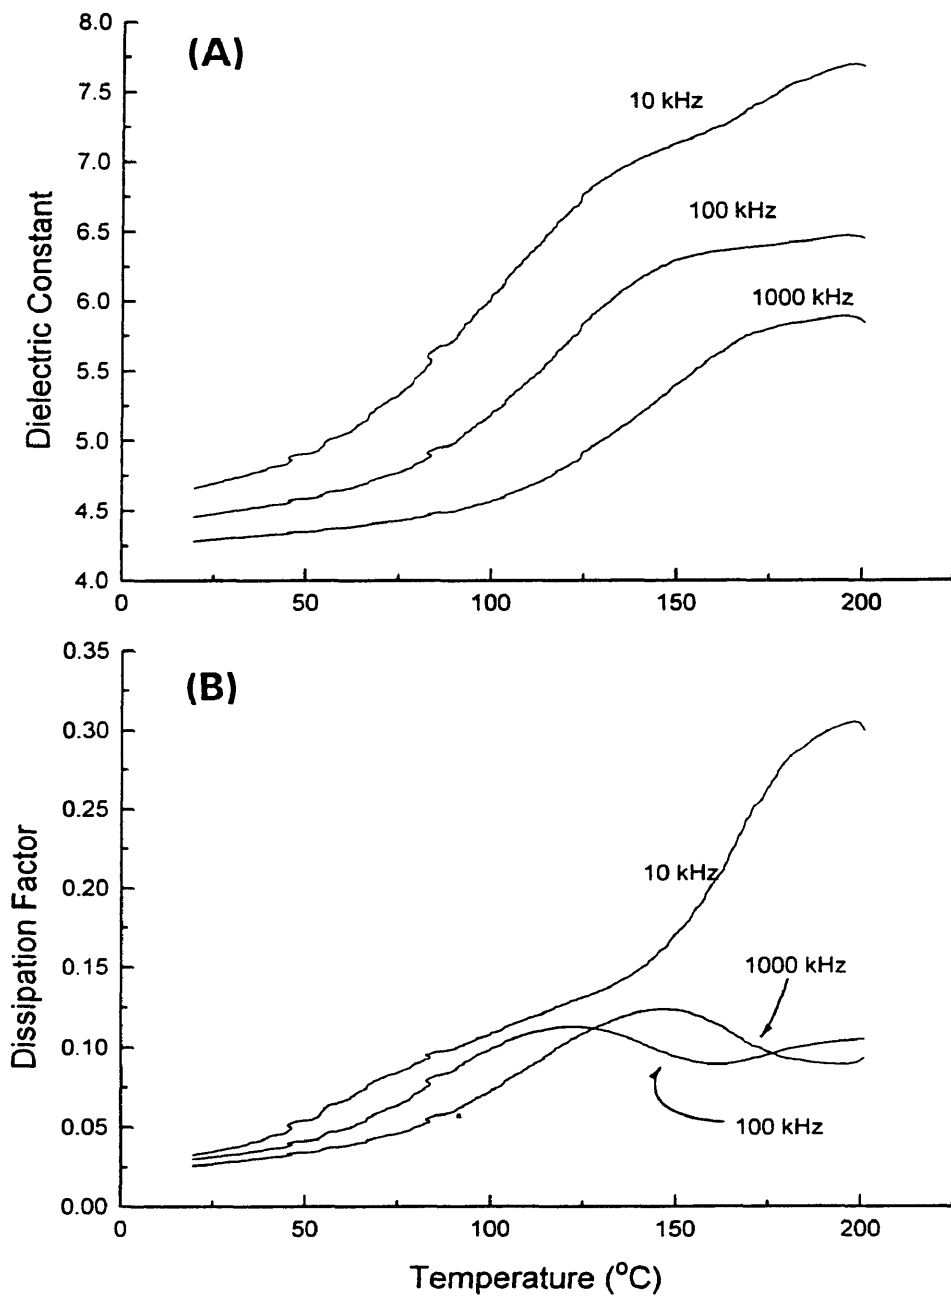 8.0
(A)
7.5
10 kHz
7.0
6.5
100 kHz
6.0
1000 kHz
5.5
5.0
4.5
4.0
Dielectric Constant
0
50
100
150
200
0.35
(B)
0.30
0.25
0.20
10 kHz
0.15
1000 kHz
0.10
0.05
100 kHz
0.00
Dissipation Factor
0
50
100
150
200
Temperature (°C)